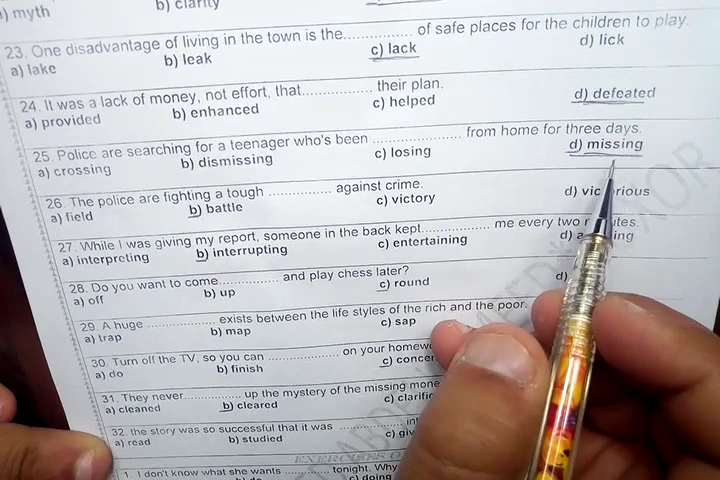 a) myth b) clarity
23. One disadvantage of living in the town is the............... of safe places for the children to play.
a) lake b) leak c) lack d) lick
24. It was a lack of money, not effort, that............... their plan.
a) provided b) enhanced c) helped d) defeated
25. Police are searching for a teenager who's been ............... from home for three days.
a) crossing b) dismissing c) losing d) missing
26. The police are fighting a tough ............... against crime.
a) field b) battle c) victory d)
27. While I was giving my report, someone in the back kept............... me every two
a) interpreting b) interrupting c) entertaining d)
28. Do you want to come............... and play chess later?
a) off b) up c) round d)
29. A huge ............... exists between the life styles of the rich and the poor.
a) trap b) map c) sap
30. Turn off the TV, so you can ............... on your
a) do b) finish c)
31. They never............... up the mystery of the missing
a) cleaned b) cleared c)
32. the story was so successful that it was ...............
a) read b) studied c)
1. I don't know what she wants ............... tonight. Why
b) do c) doing